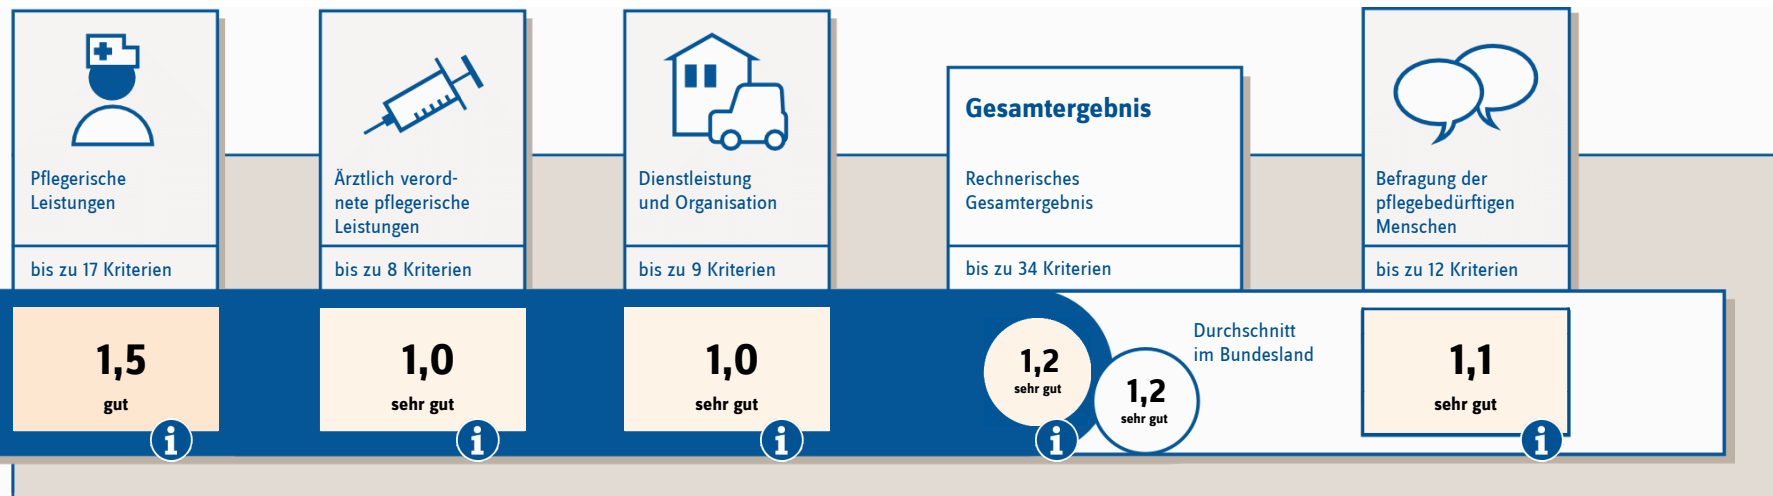 Pflegerische
Leistungen
bis zu 17 Kriterien
1,5
gut
i
Ärztlich verord-
nete pflegerische
Leistungen
bis zu 8 Kriterien
1,0
sehr gut
i
Dienstleistung
und Organisation
bis zu 9 Kriterien
1,0
sehr gut
i
Gesamtergebnis
Rechnerisches
Gesamtergebnis
bis zu 34 Kriterien
1,2
sehr gut
i
1,2
sehr gut
Durchschnitt
im Bundesland
Befragung der
pflegebedürftigen
Menschen
bis zu 12 Kriterien
1,1
sehr gut
i